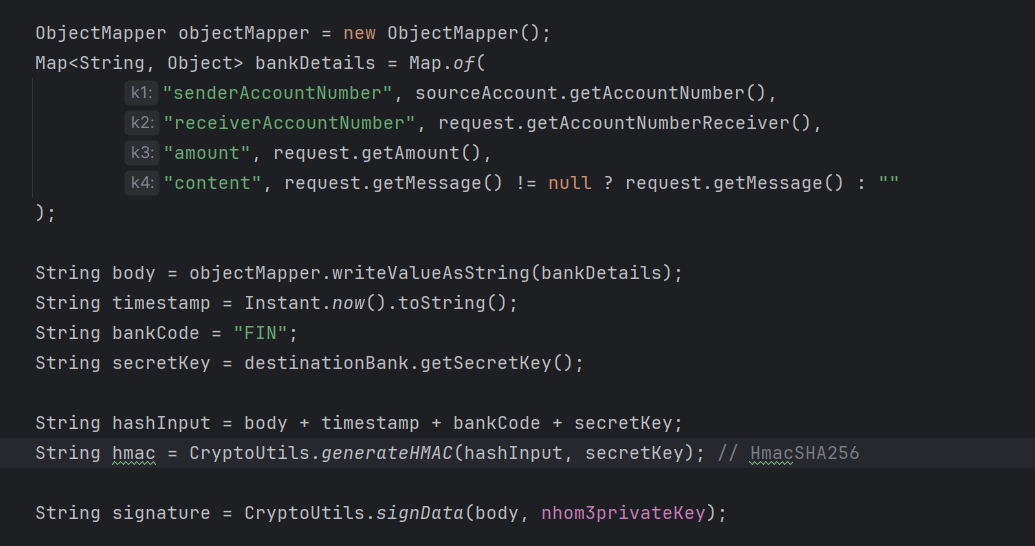 ObjectMapper objectMapper = new ObjectMapper();
Map<String, Object> bankDetails = Map.of(
k1: "senderAccountNumber", sourceAccount.getAccountNumber(),
k2: "receiverAccountNumber", request.getAccountNumberReceiver(),
k3: "amount", request.getAmount(),
k4: "content", request.getMessage() != null ? request.getMessage() : ""
);
String body = objectMapper.writeValueAsString(bankDetails);
String timestamp = Instant.now().toString();
String bankCode = "FIN";
String secretKey = destinationBank.getSecretKey();
String hashInput = body + timestamp + bankCode + secretKey;
String hmac = CryptoUtils.generateHMAC(hashInput, secretKey); // HmacSHA256
String signature = CryptoUtils.signData(body, nhom3privateKey);